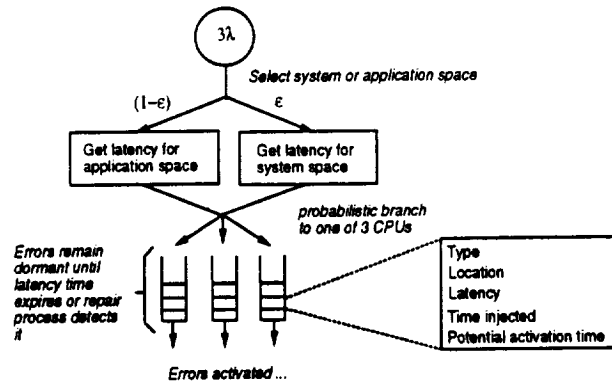 3λ
Select system or application space
(1-ε)
ε
Get latency for
application space
Get latency for
system space
probabilistic branch
to one of 3 CPUs
Errors remain
dormant until
latency time
expires or repair
process detects
it
Type
Location
Latency
Time injected
Potential activation time
Errors activated ...